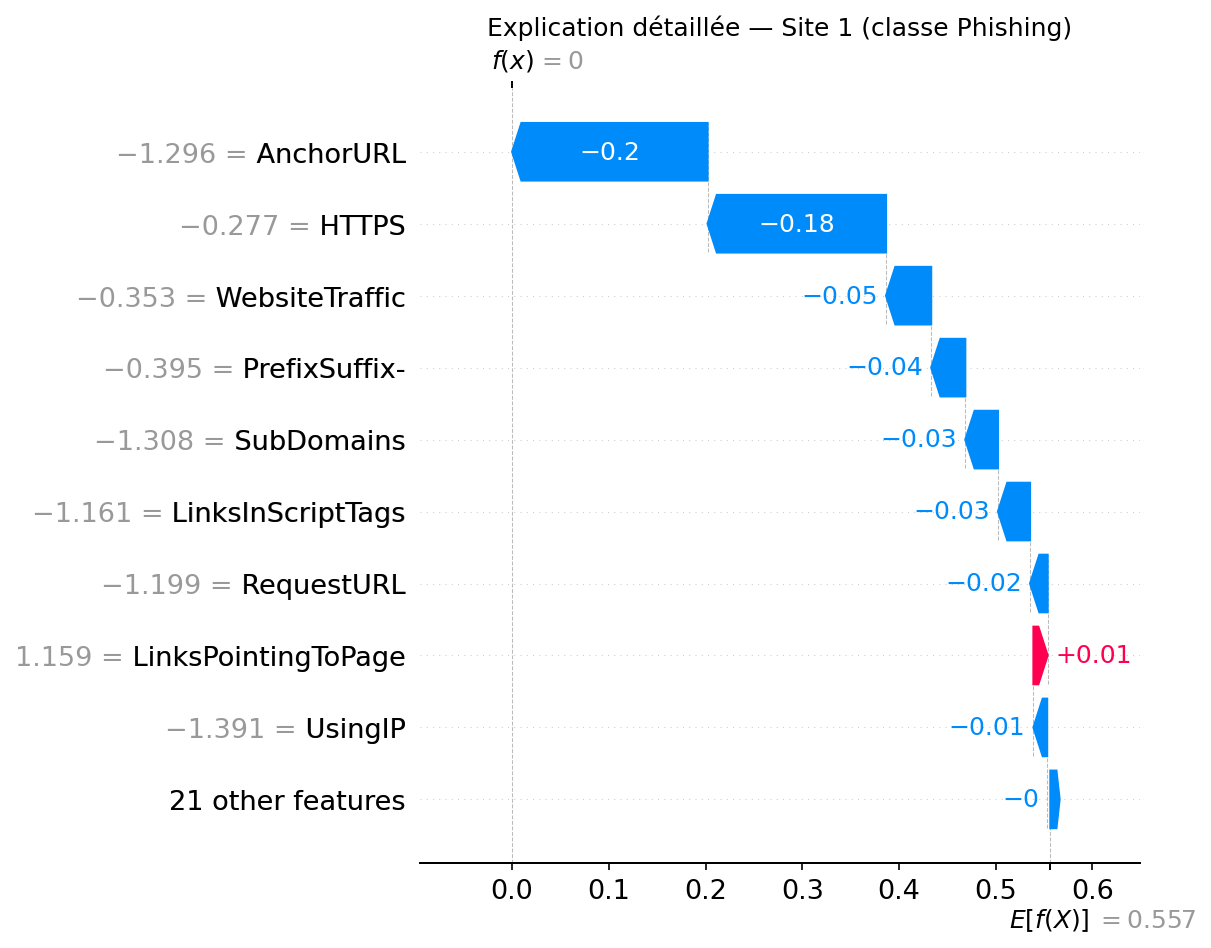 Explication détaillée — Site 1 (classe Phishing)
f(x) = 0
−1.296 = AnchorURL
−0.2
−0.277 = HTTPS
−0.18
−0.353 = WebsiteTraffic
−0.05
−0.395 = PrefixSuffix-
−0.04
−1.308 = SubDomains
−0.03
−1.161 = LinksInScriptTags
−0.03
−1.199 = RequestURL
−0.02
1.159 = LinksPointingToPage
+0.01
−1.391 = UsingIP
−0.01
21 other features
−0
0.0 0.1 0.2 0.3 0.4 0.5 0.6
E[f(X)] = 0.557